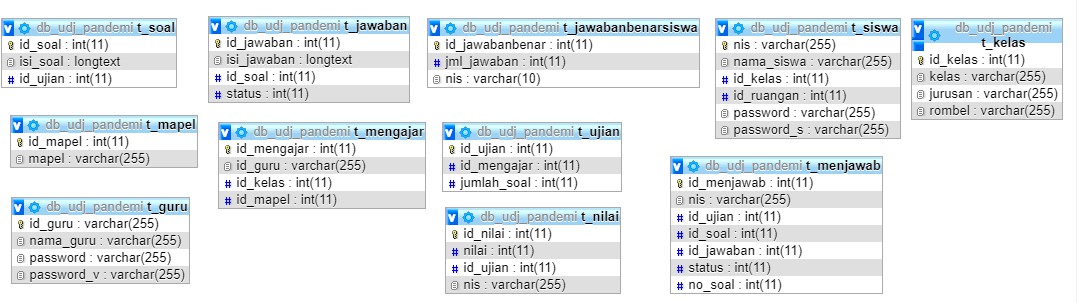 db_udj_pandemi t_soal
id_soal : int(11)
isi_soal : longtext
id_ujian : int(11)
db_udj_pandemi t_jawaban
id_jawaban : int(11)
isi_jawaban : longtext
id_soal : int(11)
status : int(11)
db_udj_pandemi t_jawabanbenarsiswa
id_jawabanbenar : int(11)
jml_jawaban : int(11)
nis : varchar(10)
db_udj_pandemi t_siswa
nis : varchar(255)
nama_siswa : varchar(255)
id_kelas : int(11)
id_ruangan : int(11)
password : varchar(255)
password_s : varchar(255)
db_udj_pandemi
t_kelas
id_kelas : int(11)
kelas : varchar(255)
jurusan : varchar(255)
rombel : varchar(255)
db_udj_pandemi t_mapel
id_mapel : int(11)
mapel : varchar(255)
db_udj_pandemi t_mengajar
id_mengajar : int(11)
id_guru : varchar(255)
id_kelas : int(11)
id_mapel : int(11)
db_udj_pandemi t_ujian
id_ujian : int(11)
id_mengajar : int(11)
jumlah_soal : int(11)
db_udj_pandemi t_menjawab
id_menjawab : int(11)
nis : varchar(255)
id_ujian : int(11)
id_soal : int(11)
id_jawaban : int(11)
status : int(11)
no_soal : int(11)
db_udj_pandemi t_guru
id_guru : varchar(255)
nama_guru : varchar(255)
password : varchar(255)
password_v : varchar(255)
db_udj_pandemi t_nilai
id_nilai : int(11)
nilai : int(11)
id_ujian : int(11)
nis : varchar(255)